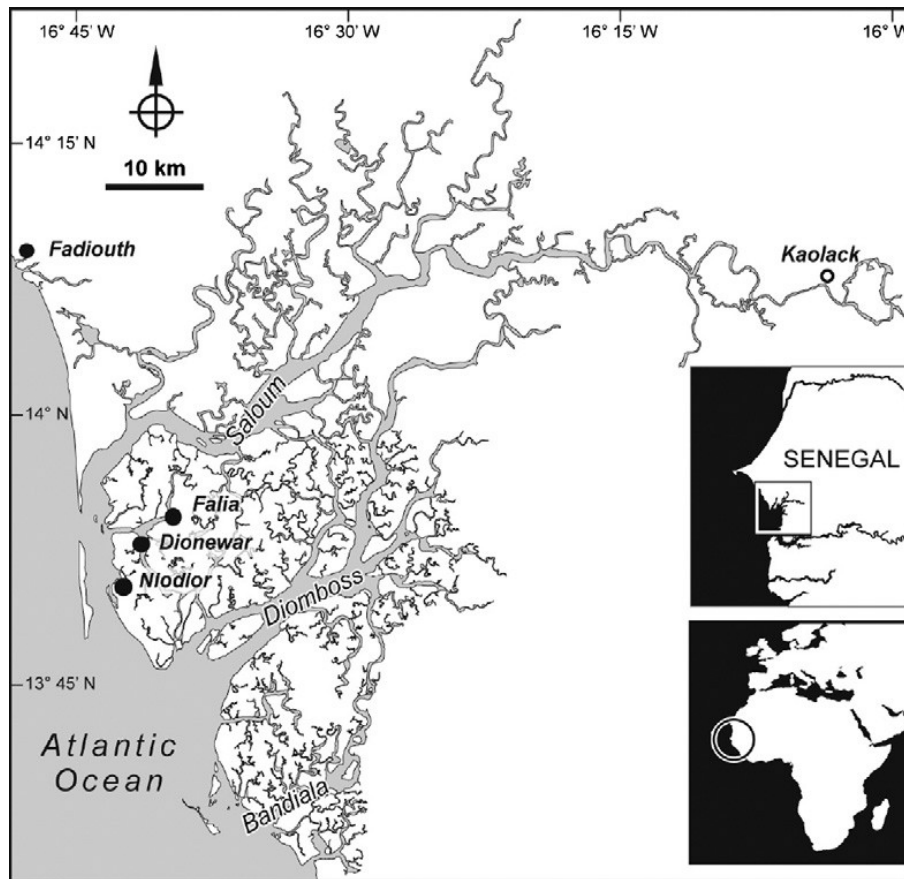 16° 45' W
16° 30' W
16° 15' W
16° W
14° 15' N
10 km
Fadiouth
Kaolack
14° N
Saloum
SENEGAL
Falia
Dionewar
Nlodlor
Diomboss
13° 45' N
Atlantic
Ocean
Bandiala